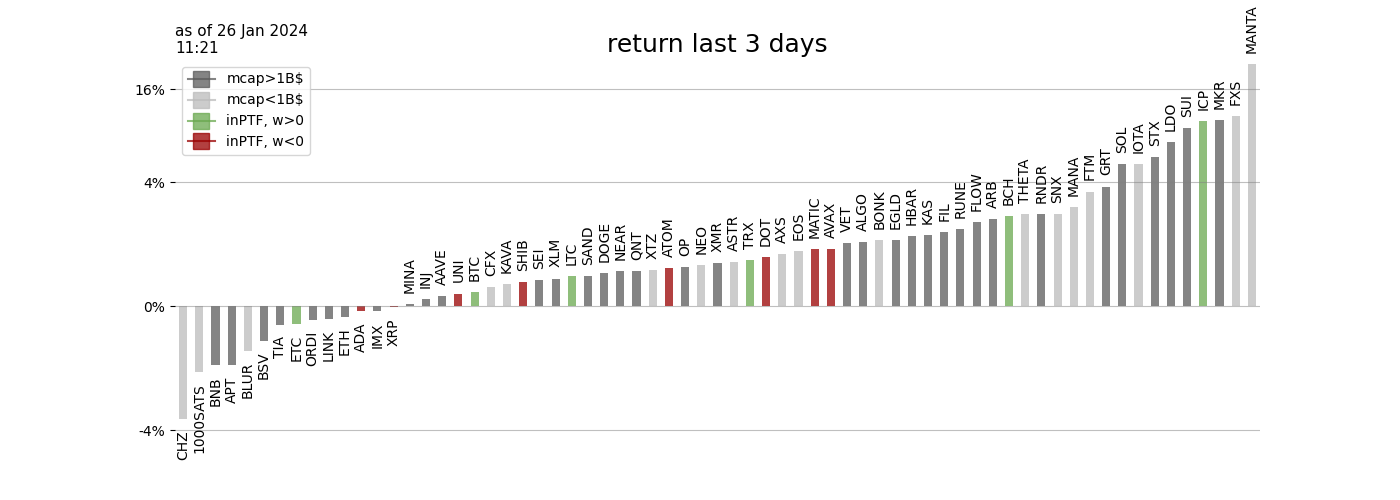 as of 26 Jan 2024
11:21
return last 3 days
mcap>1B$
mcap<1B$
inPTF, w>0
inPTF, w<0
16%
4%
0%
-4%
CHZ
1000SATS
BNB
APT
BLUR
BSV
TIA
ETC
ORDI
LINK
ETH
ADA
IMX
XRP
MINA
INJ
AAVE
UNI
BTC
CFX
KAVA
SHIB
SEI
XLM
LTC
SAND
DOGE
NEAR
QNT
XTZ
ATOM
OP
NEO
XMR
ASTR
TRX
DOT
AXS
EOS
MATIC
AVAX
VET
ALGO
BONK
EGLD
HBAR
KAS
FIL
RUNE
FLOW
ARB
BCH
THETA
RNDR
SNX
MANA
FTM
GRT
SOL
IOTA
STX
LDO
SUI
ICP
MKR
FXS
MANTA